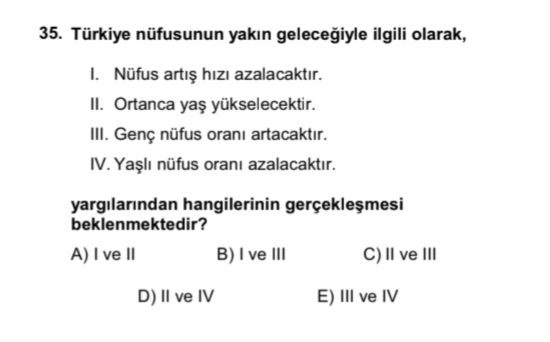 35. Türkiye nüfusunun yakın geleceğiyle ilgili olarak,
I. Nüfus artış hızı azalacaktır.
II. Ortanca yaş yükselecektir.
III. Genç nüfus oranı artacaktır.
IV. Yaşlı nüfus oranı azalacaktır.
yargılarından hangilerinin gerçekleşmesi
beklenmektedir?
A) I ve II B) I ve III C) II ve III
D) II ve IV E) III ve IV